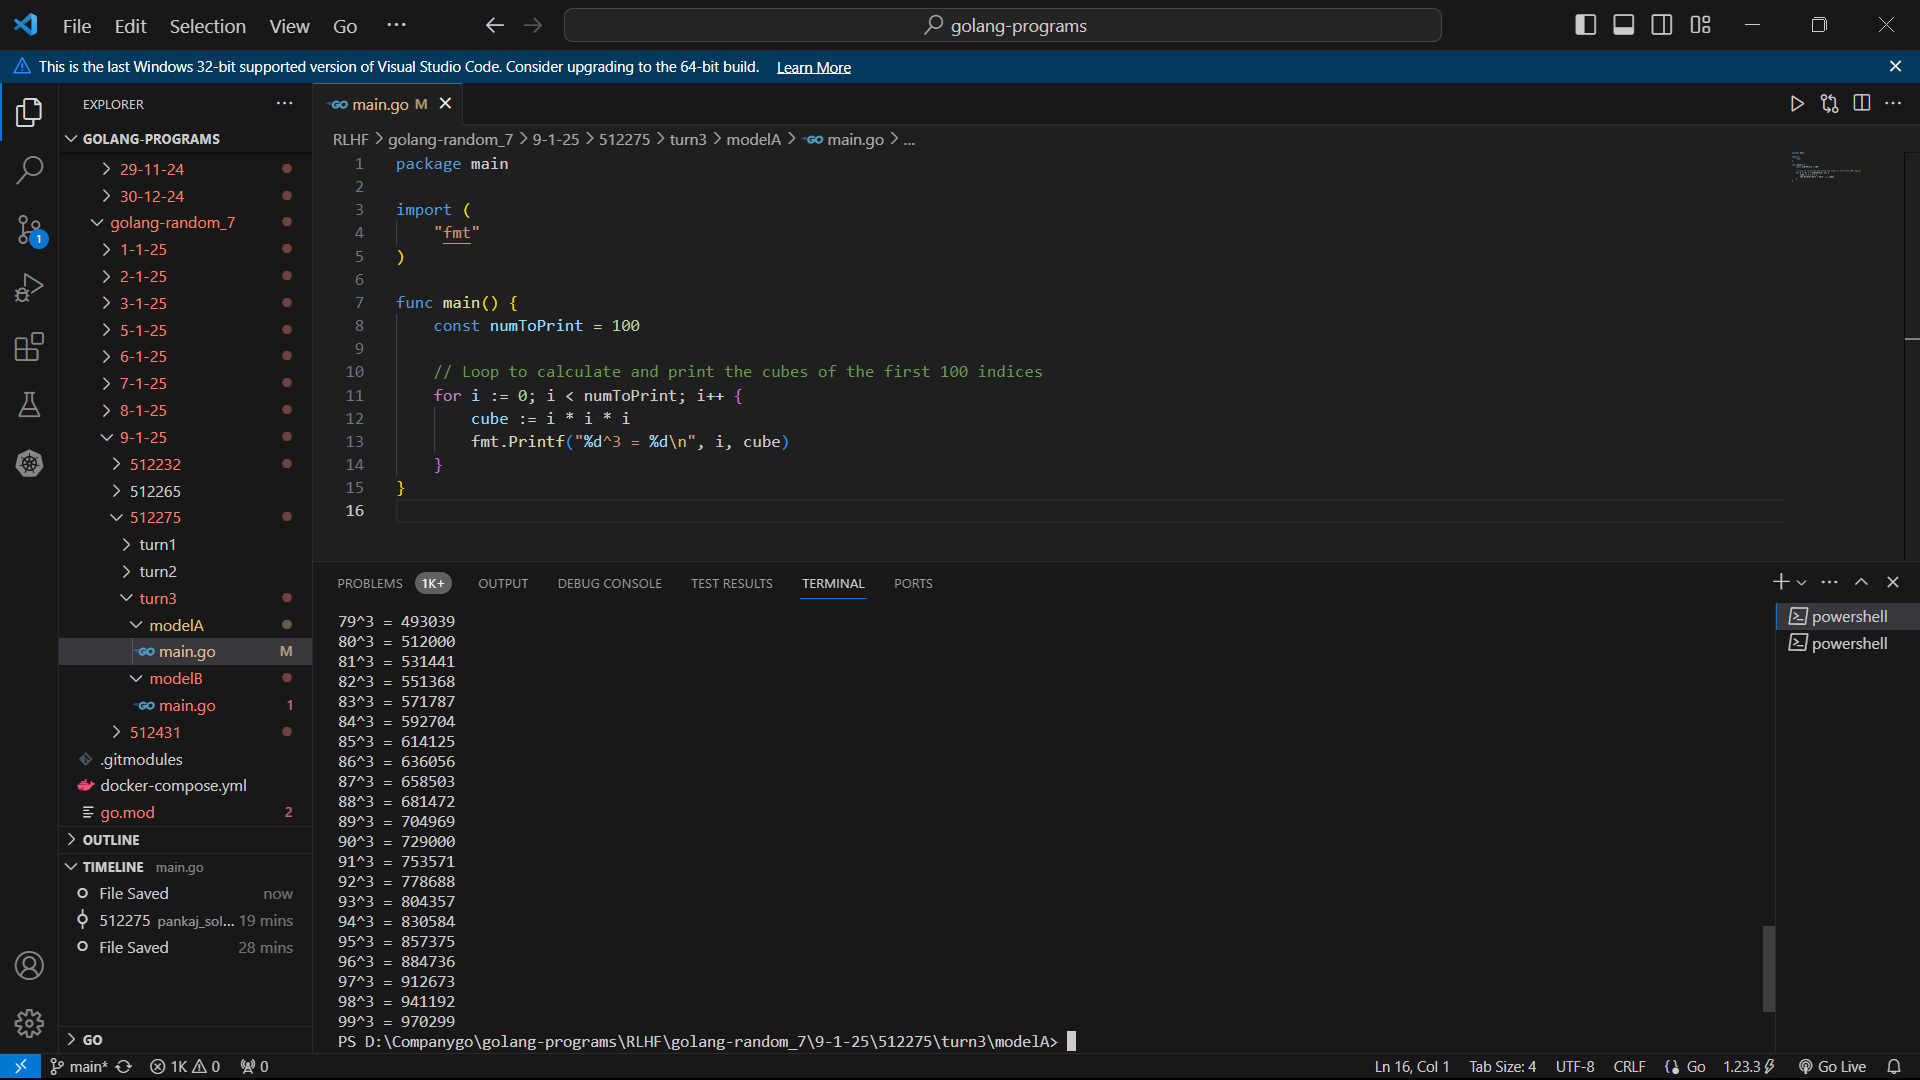 File Edit Selection View Go ··· golang-programs
This is the last Windows 32-bit supported version of Visual Studio Code. Consider upgrading to the 64-bit build. Learn More
EXPLORER ···
GOLANG-PROGRAMS
29-11-24
30-12-24
golang-random_7
1-1-25
2-1-25
3-1-25
5-1-25
6-1-25
7-1-25
8-1-25
9-1-25
512232
512265
512275
turn1
turn2
turn3
modelA
main.go M
modelB
main.go 1
512431
.gitmodules
docker-compose.yml
go.mod 2
OUTLINE
TIMELINE main.go
File Saved now
512275 pankaj_sol... 19 mins
File Saved 28 mins
GO
1
main.go M
RLHF > golang-random_7 > 9-1-25 > 512275 > turn3 > modelA > main.go > ...
1 package main
2
3 import (
4 "fmt"
5 )
6
7 func main() {
8 const numToPrint = 100
9
10 // Loop to calculate and print the cubes of the first 100 indices
11 for i := 0; i < numToPrint; i++ {
12 cube := i * i * i
13 fmt.Printf("%d^3 = %d\n", i, cube)
14 }
15 }
16
PROBLEMS 1K+ OUTPUT DEBUG CONSOLE TEST RESULTS TERMINAL PORTS
79^3 = 493039
80^3 = 512000
81^3 = 531441
82^3 = 551368
83^3 = 571787
84^3 = 592704
85^3 = 614125
86^3 = 636056
87^3 = 658503
88^3 = 681472
89^3 = 704969
90^3 = 729000
91^3 = 753571
92^3 = 778688
93^3 = 804357
94^3 = 830584
95^3 = 857375
96^3 = 884736
97^3 = 912673
98^3 = 941192
99^3 = 970299
PS D:\Companygo\golang-programs\RLHF\golang-random_7\9-1-25\512275\turn3\modelA>
powershell
powershell
main* 1K 0 0 Ln 16, Col 1 Tab Size: 4 UTF-8 CRLF Go 1.23.3 Go Live